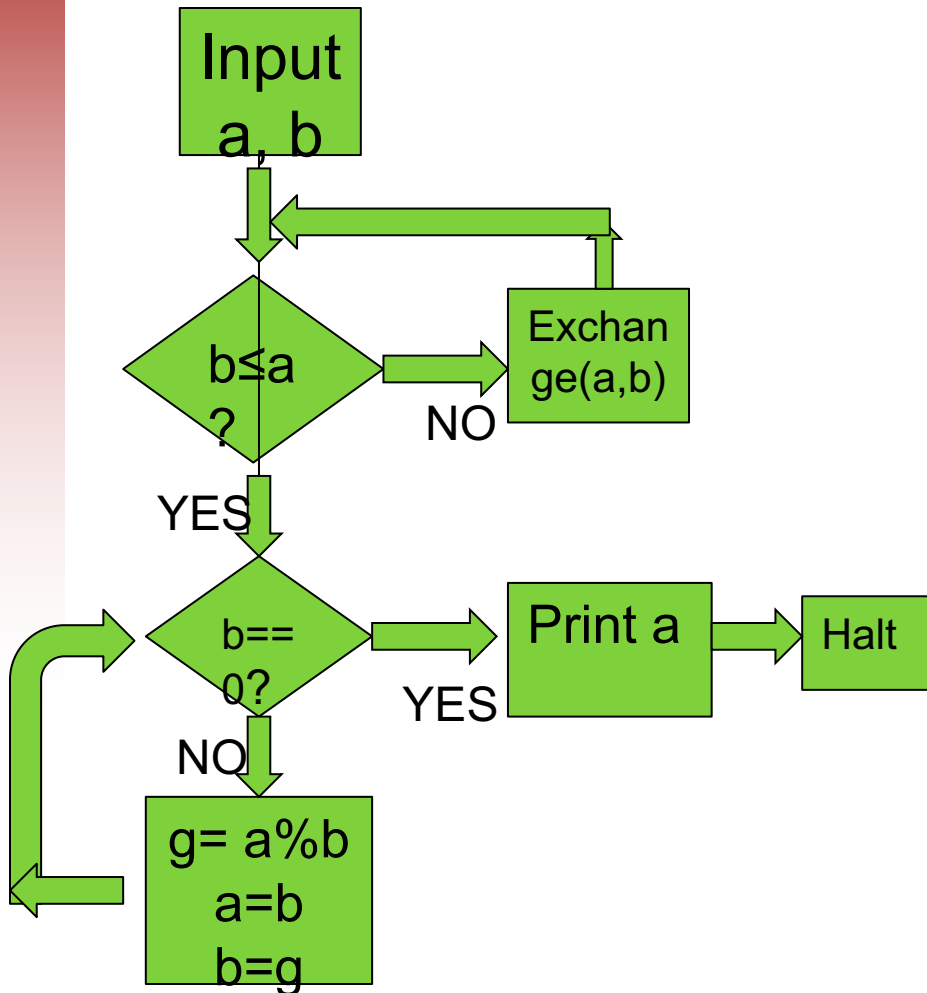 Input
a, b
b≤a
?
Exchan
ge(a,b)
NO
YES
b==
0?
YES
Print a
Halt
NO
g= a%b
a=b
b=g